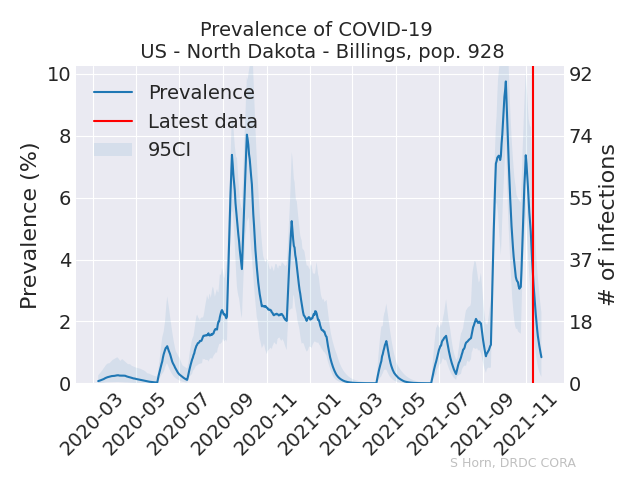 Prevalence of COVID-19
US - North Dakota - Billings, pop. 928
Prevalence
Latest data
95CI
Prevalence (%)
10
8
6
4
2
0
92
74
55
37
18
0
# of infections
2020-03
2020-05
2020-07
2020-09
2020-11
2021-01
2021-03
2021-05
2021-07
2021-09
2021-11
S Horn, DRDC CORA